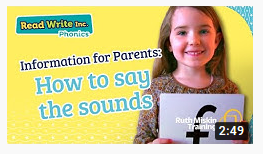 Read Write Inc.
Phonics
Information for Parents:
How to say
the sounds
f
Ruth Miskin
Training
2:49